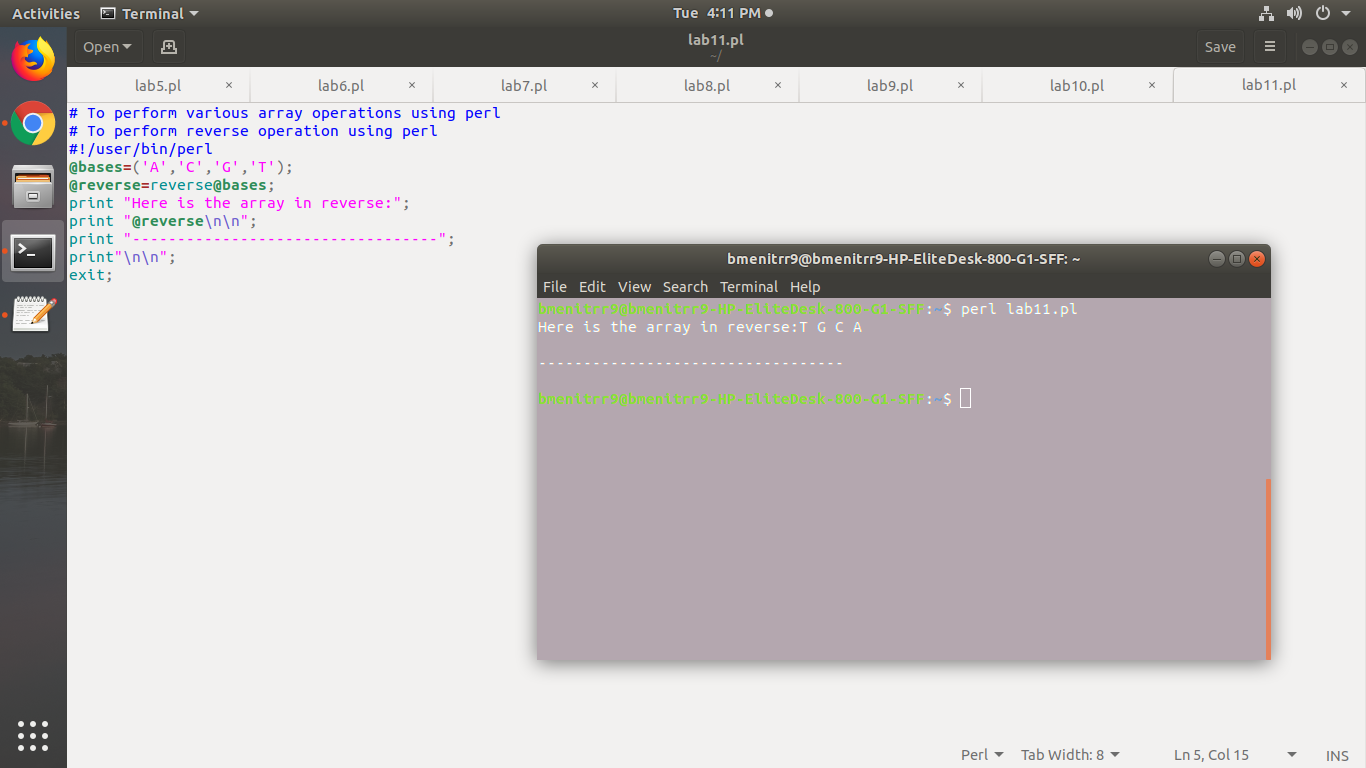 Activities Terminal Tue 4:11 PM
Open lab11.pl Save
~/
lab5.pl × lab6.pl × lab7.pl × lab8.pl × lab9.pl × lab10.pl × lab11.pl ×
# To perform various array operations using perl
# To perform reverse operation using perl
#!/user/bin/perl
@bases=('A','C','G','T');
@reverse=reverse@bases;
print "Here is the array in reverse:";
print "@reverse\n\n";
print "----------------------------------";
print"\n\n";
exit;
bmenitrr9@bmenitrr9-HP-EliteDesk-800-G1-SFF: ~
File Edit View Search Terminal Help
bmenitrr9@bmenitrr9-HP-EliteDesk-800-G1-SFF:~$ perl lab11.pl
Here is the array in reverse:T G C A
----------------------------------
bmenitrr9@bmenitrr9-HP-EliteDesk-800-G1-SFF:~$
Perl Tab Width: 8 Ln 5, Col 15 INS